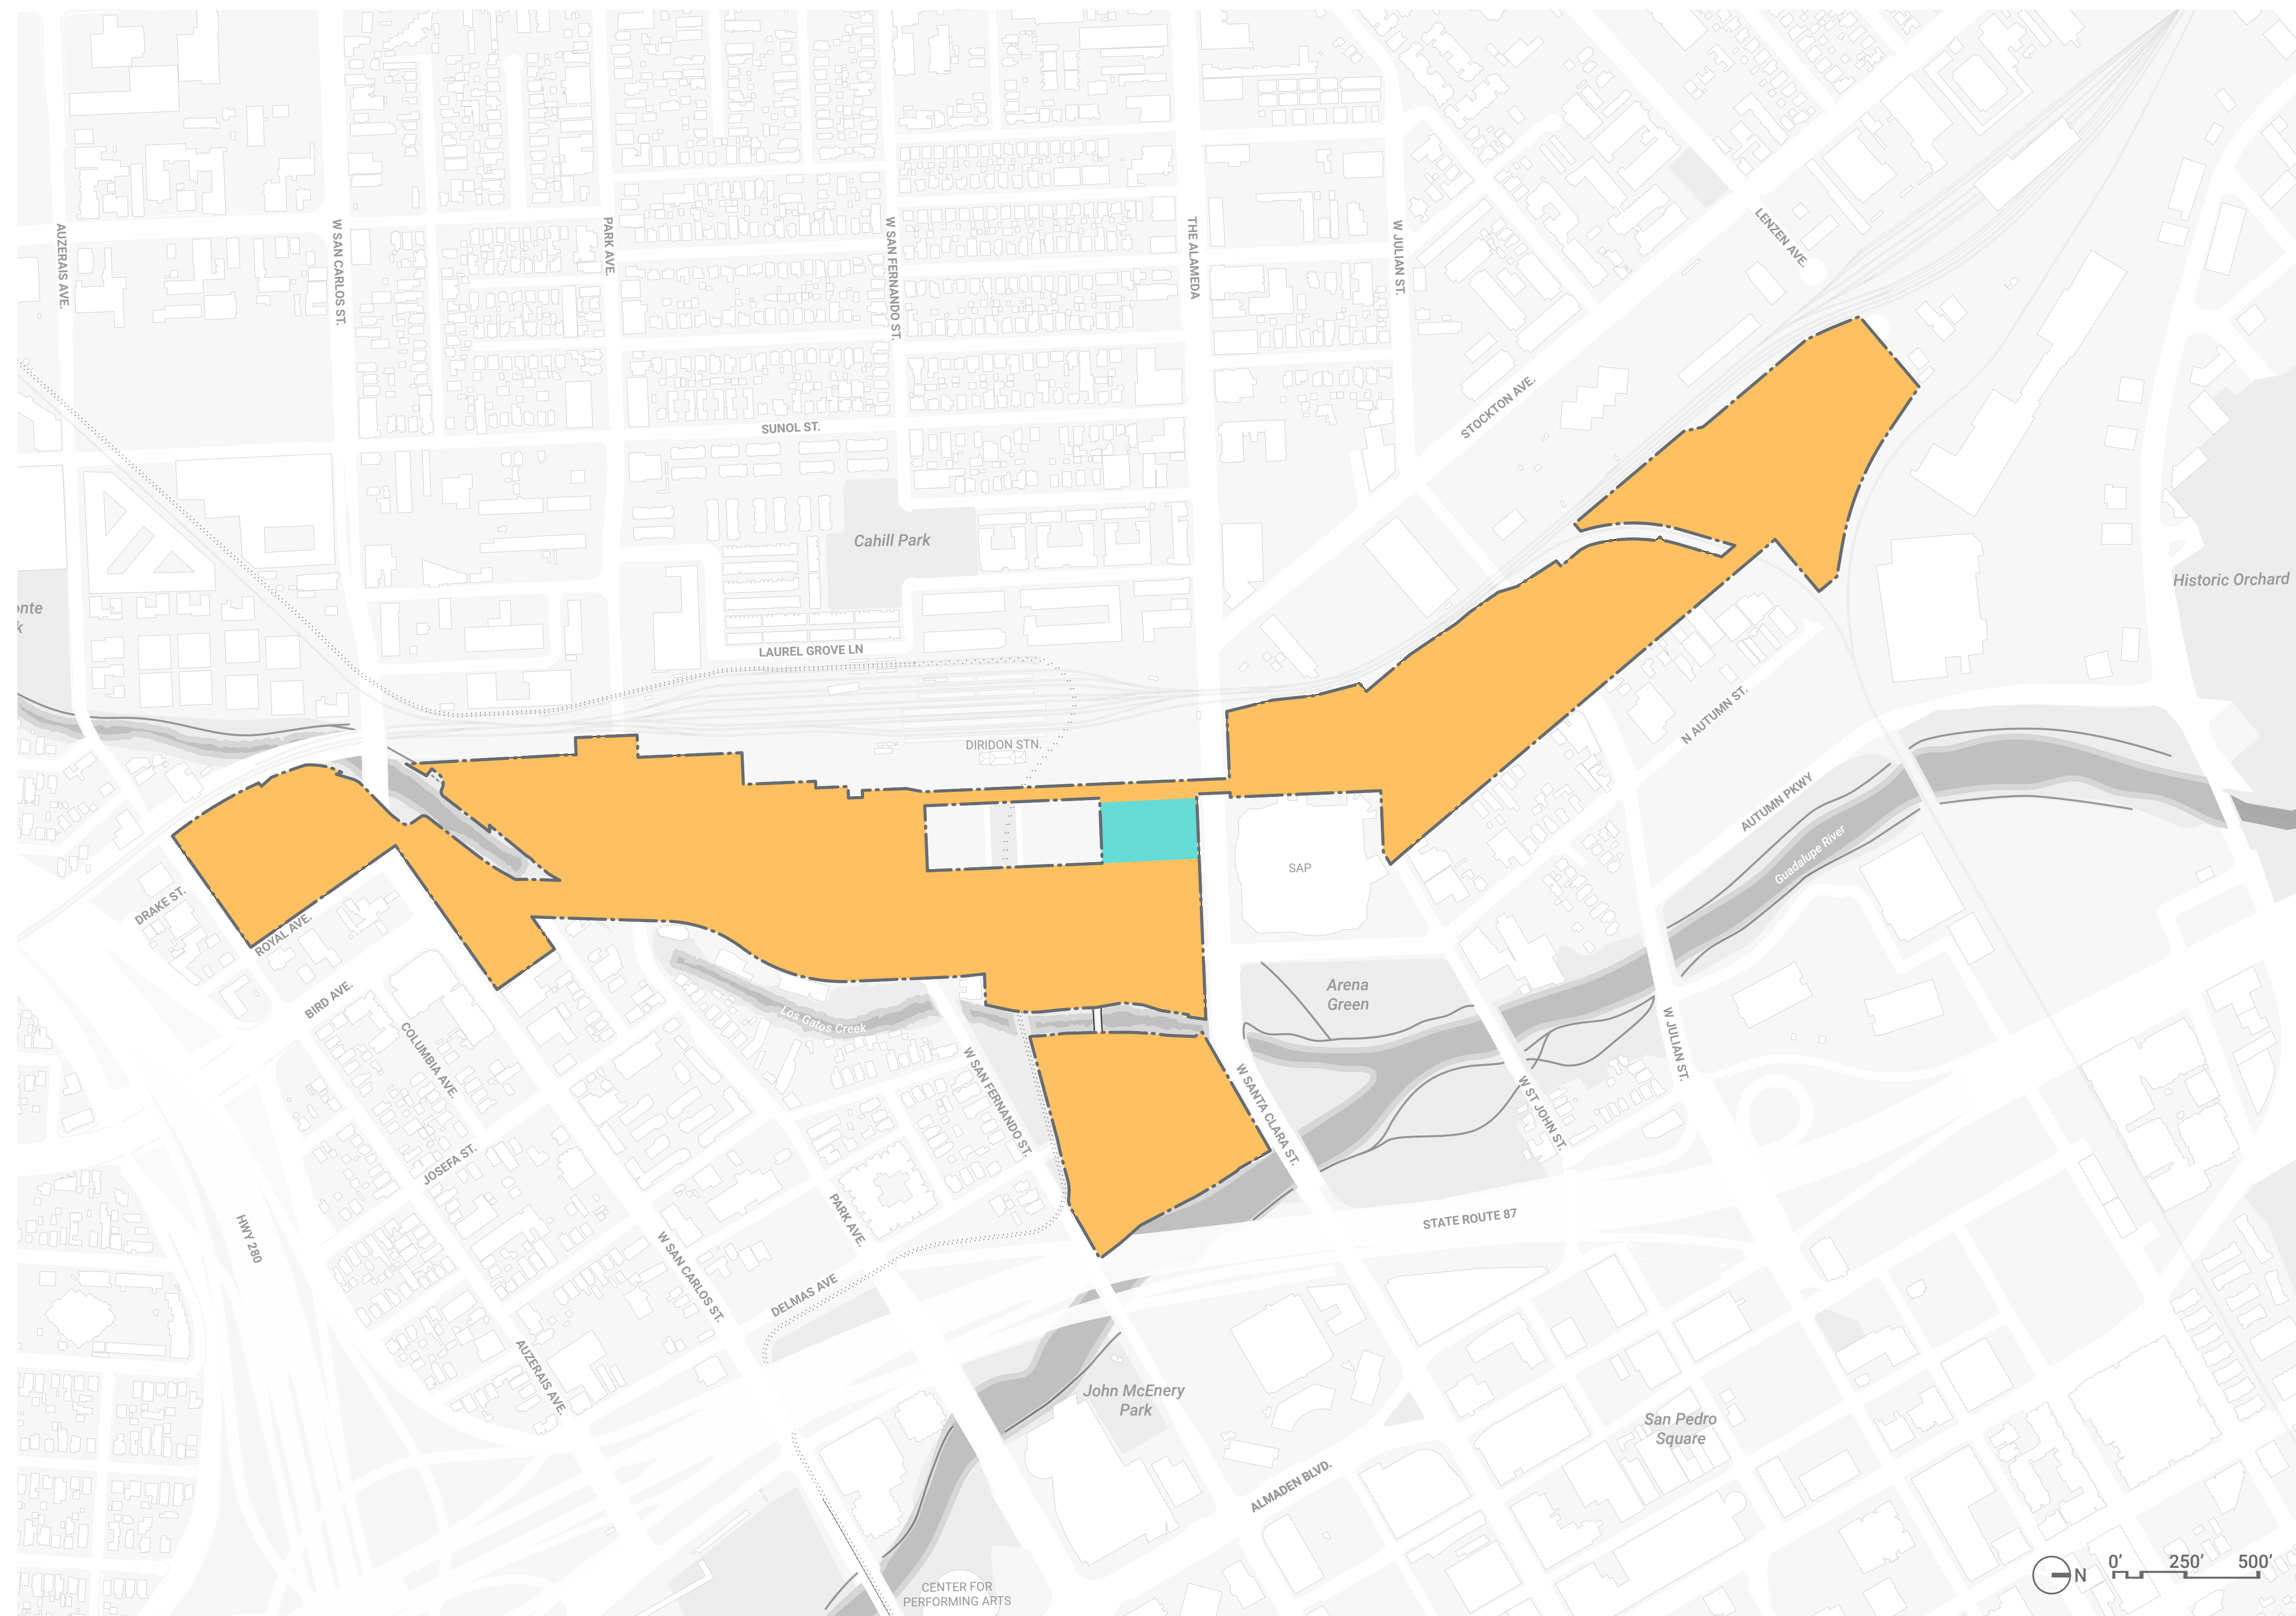 AUZERAIS AVE.
W SAN CARLOS ST.
PARK AVE.
W SAN FERNANDO ST.
THE ALAMEDA
W JULIAN ST.
LENZEN AVE.
STOCKTON AVE.
SUNOL ST.
Cahill Park
Historic Orchard
onte
k
LAUREL GROVE LN
DIRIDON STN.
N AUTUMN ST.
AUTUMN PKWY
Guadalupe River
SAP
DRAKE ST.
ROYAL AVE.
BIRD AVE.
COLUMBIA AVE.
JOSEFA ST.
Arena
Green
Los Gatos Creek
W SAN FERNANDO ST.
W SANTA CLARA ST.
W ST JOHN ST.
W JULIAN ST.
HWY 280
PARK AVE.
W SAN CARLOS ST.
DELMAS AVE
STATE ROUTE 87
AUZERAIS AVE.
John McEnery
Park
San Pedro
Square
ALMADEN BLVD.
CENTER FOR
PERFORMING ARTS
N
0' 250' 500'